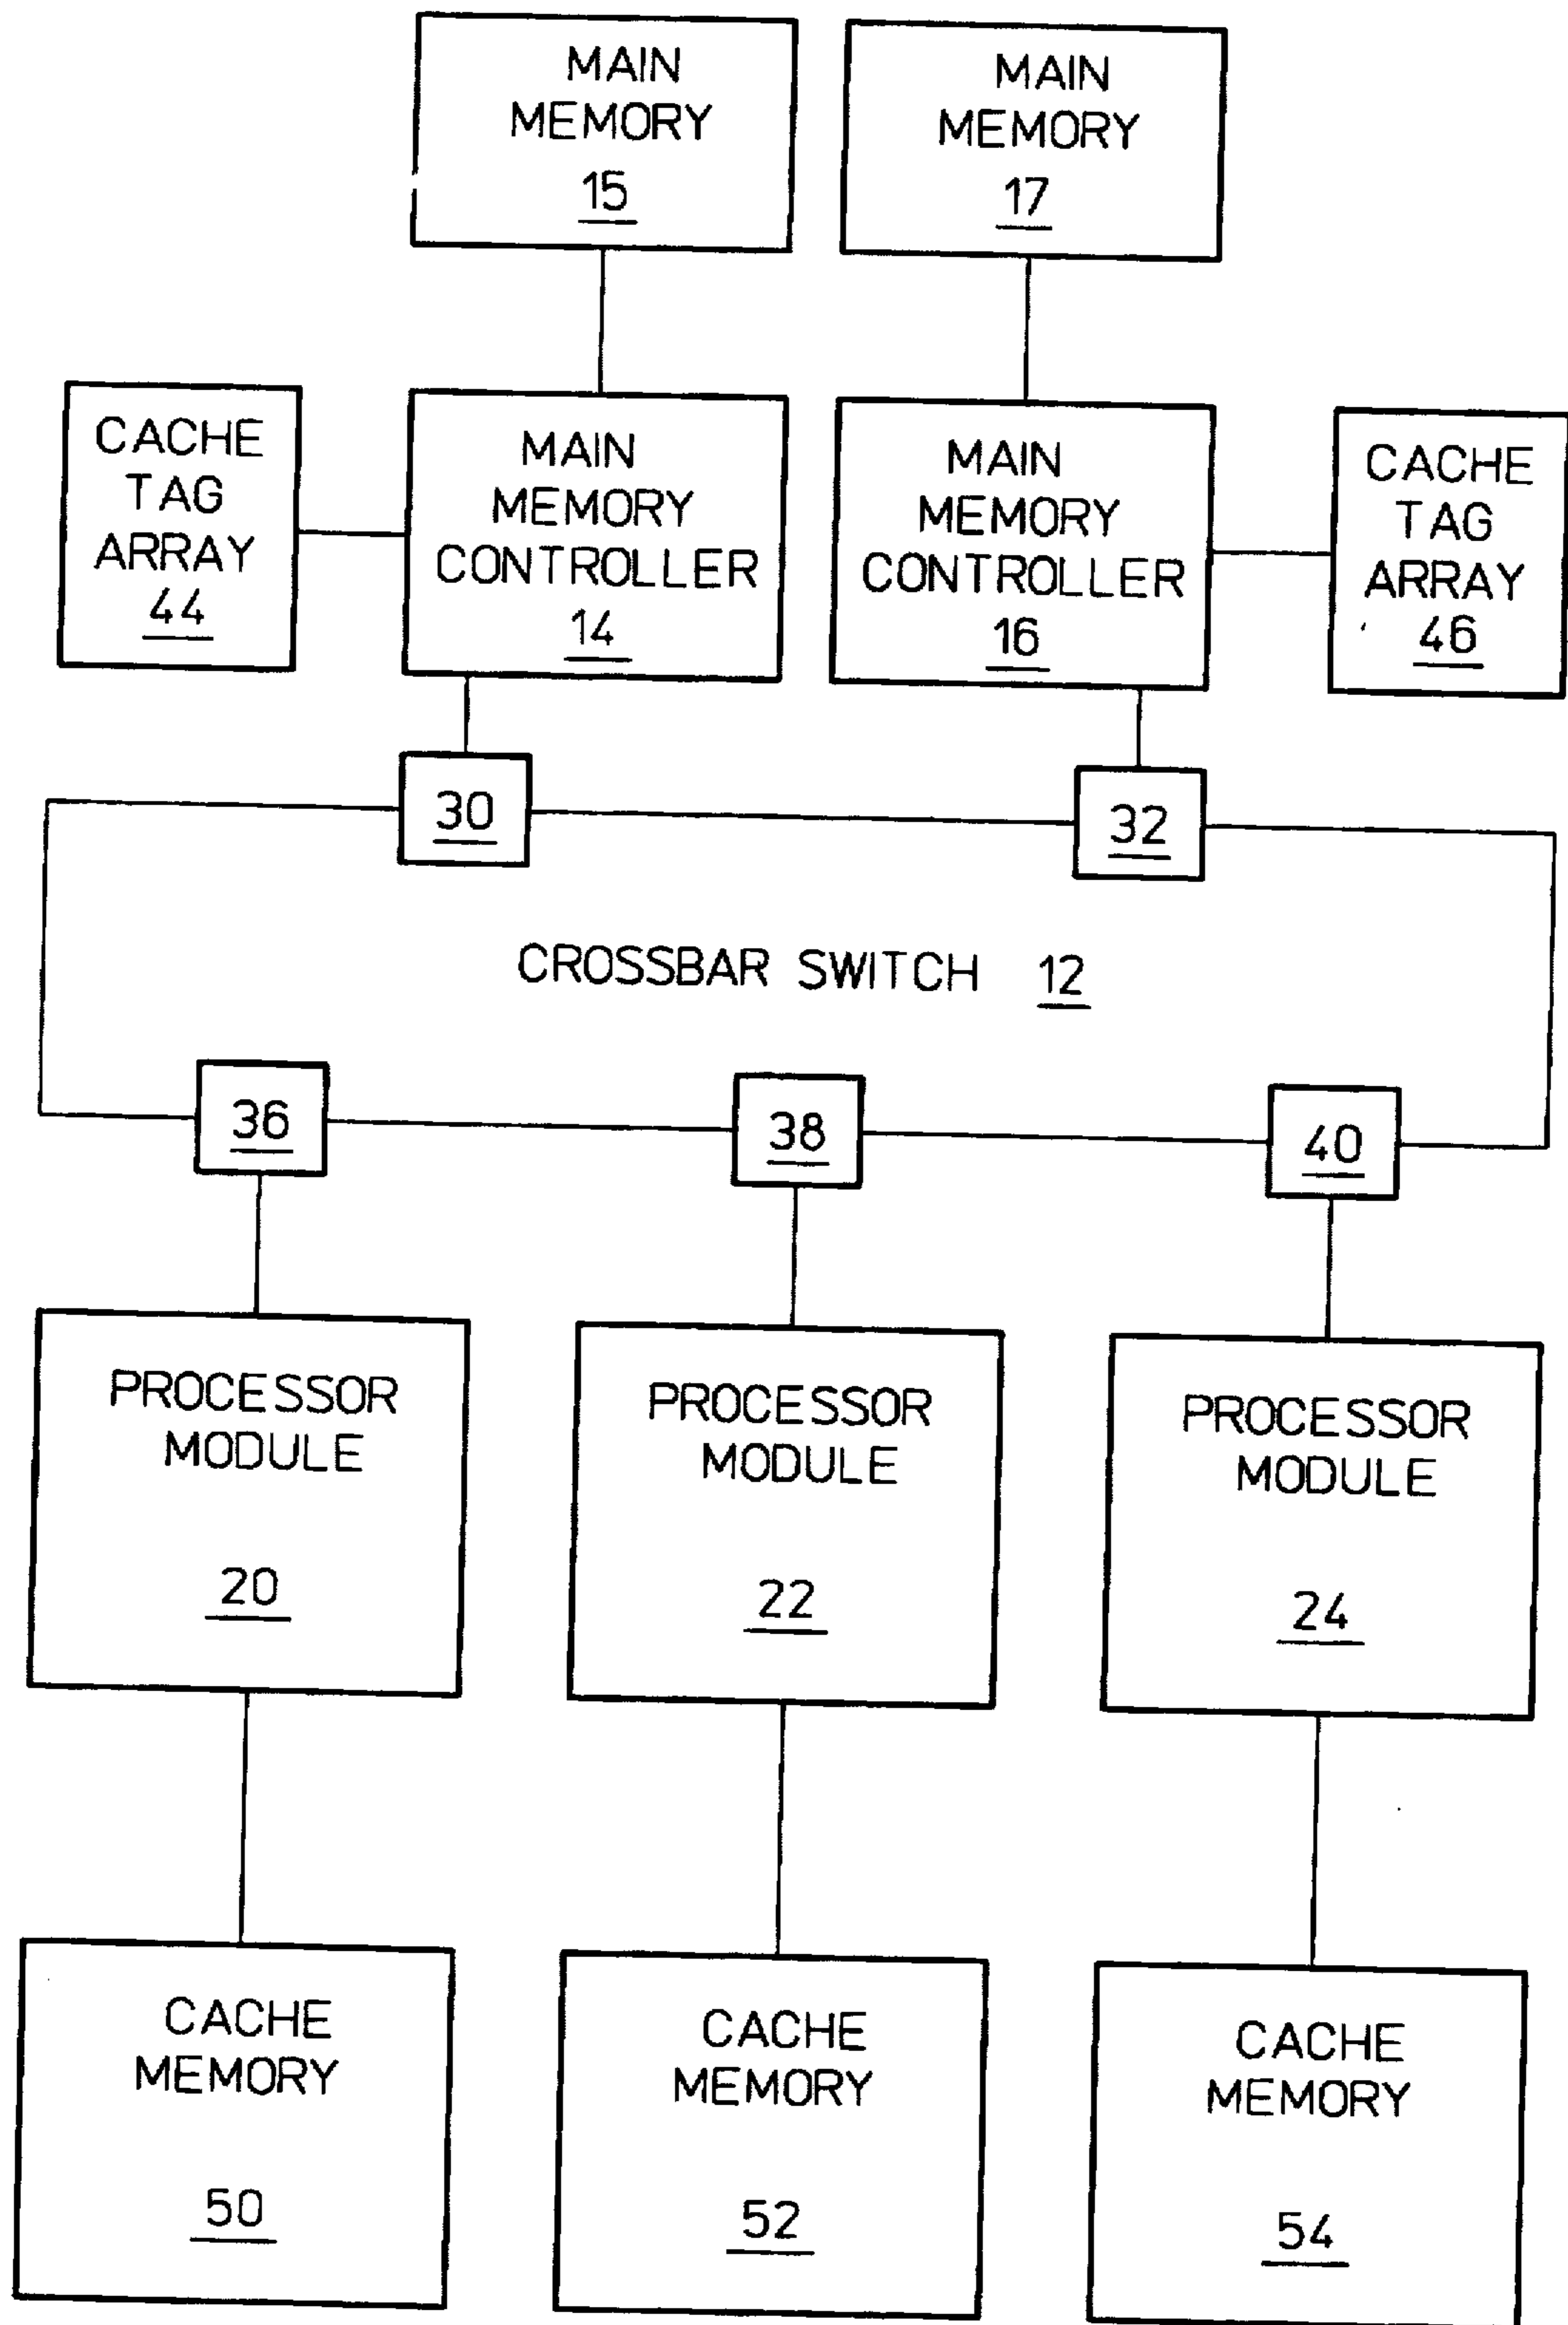 MAIN
MEMORY
15
MAIN
MEMORY
17
CACHE
TAG
ARRAY
44
MAIN
MEMORY
CONTROLLER
14
MAIN
MEMORY
CONTROLLER
16
CACHE
TAG
ARRAY
46
30
32
CROSSBAR SWITCH 12
36
38
40
PROCESSOR
MODULE
20
PROCESSOR
MODULE
22
PROCESSOR
MODULE
24
CACHE
MEMORY
50
CACHE
MEMORY
52
CACHE
MEMORY
54